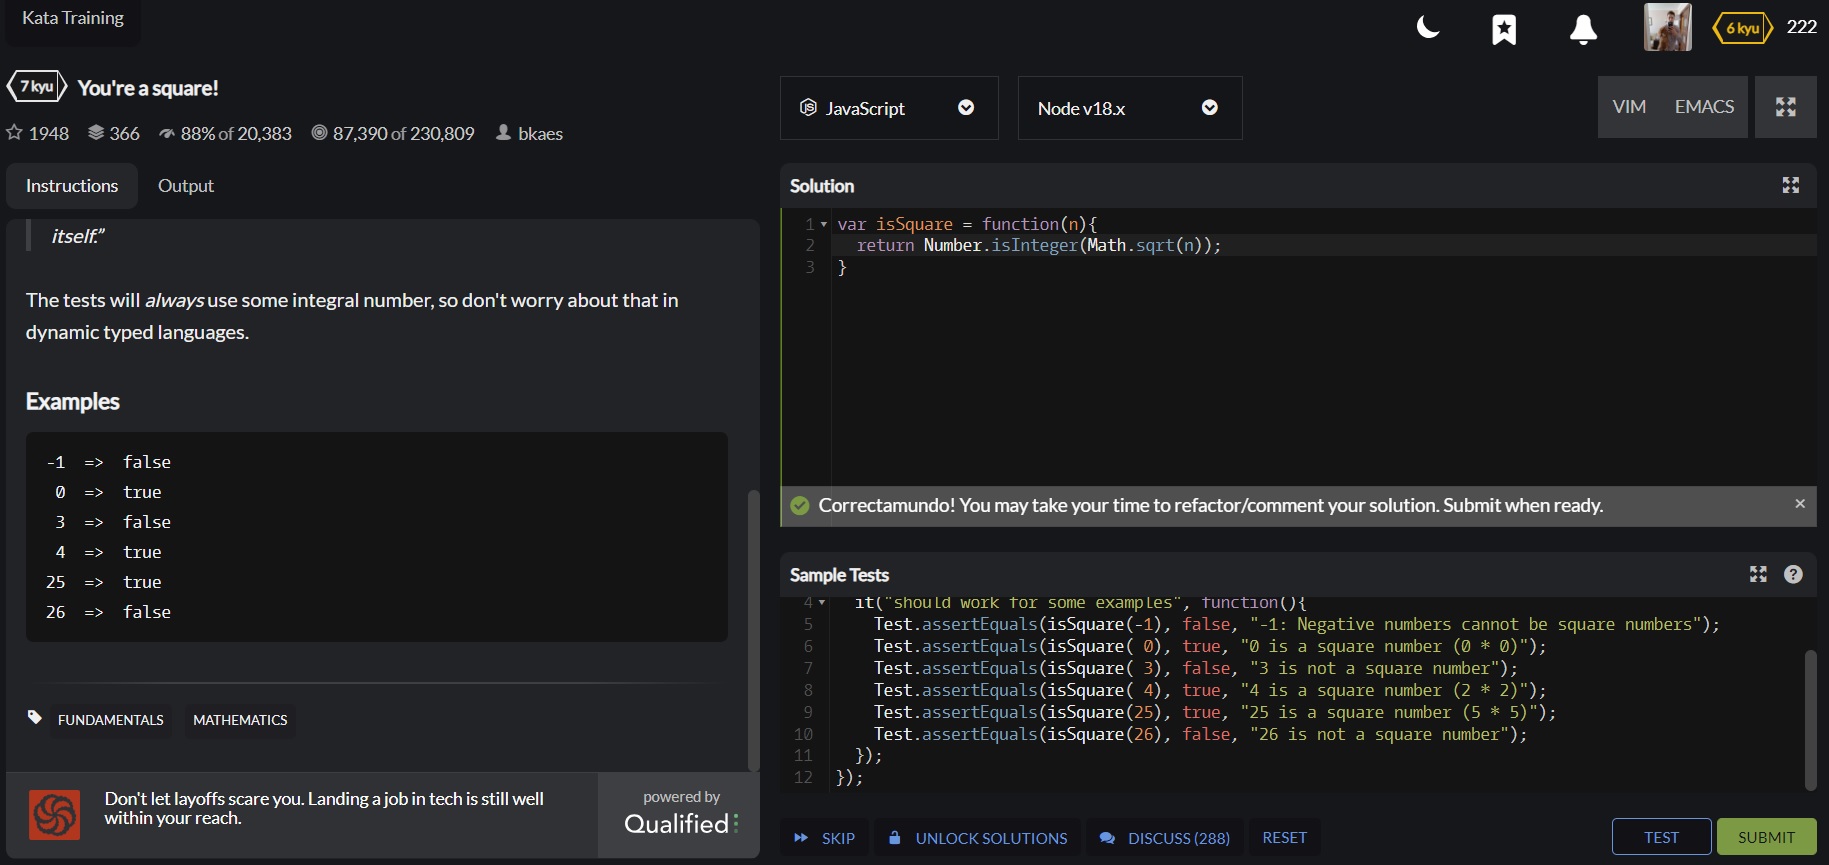 Kata Training
6 kyu 222
7 kyu You're a square!
1948 366 88% of 20,383 87,390 of 230,809 bkaes
Instructions Output
itself.”
The tests will always use some integral number, so don't worry about that in
dynamic typed languages.
Examples
-1 => false
0 => true
3 => false
4 => true
25 => true
26 => false
FUNDAMENTALS MATHEMATICS
Don't let layoffs scare you. Landing a job in tech is still well
within your reach.
powered by
Qualified
JavaScript Node v18.x VIM EMACS
Solution
1 var isSquare = function(n){
2 return Number.isInteger(Math.sqrt(n));
3 }
Correctamundo! You may take your time to refactor/comment your solution. Submit when ready. ×
Sample Tests
4 it("should work for some examples", function(){
5 Test.assertEquals(isSquare(-1), false, "-1: Negative numbers cannot be square numbers");
6 Test.assertEquals(isSquare( 0), true, "0 is a square number (0 * 0)");
7 Test.assertEquals(isSquare( 3), false, "3 is not a square number");
8 Test.assertEquals(isSquare( 4), true, "4 is a square number (2 * 2)");
9 Test.assertEquals(isSquare(25), true, "25 is a square number (5 * 5)");
10 Test.assertEquals(isSquare(26), false, "26 is not a square number");
11 });
12 });
SKIP UNLOCK SOLUTIONS DISCUSS (288) RESET TEST SUBMIT